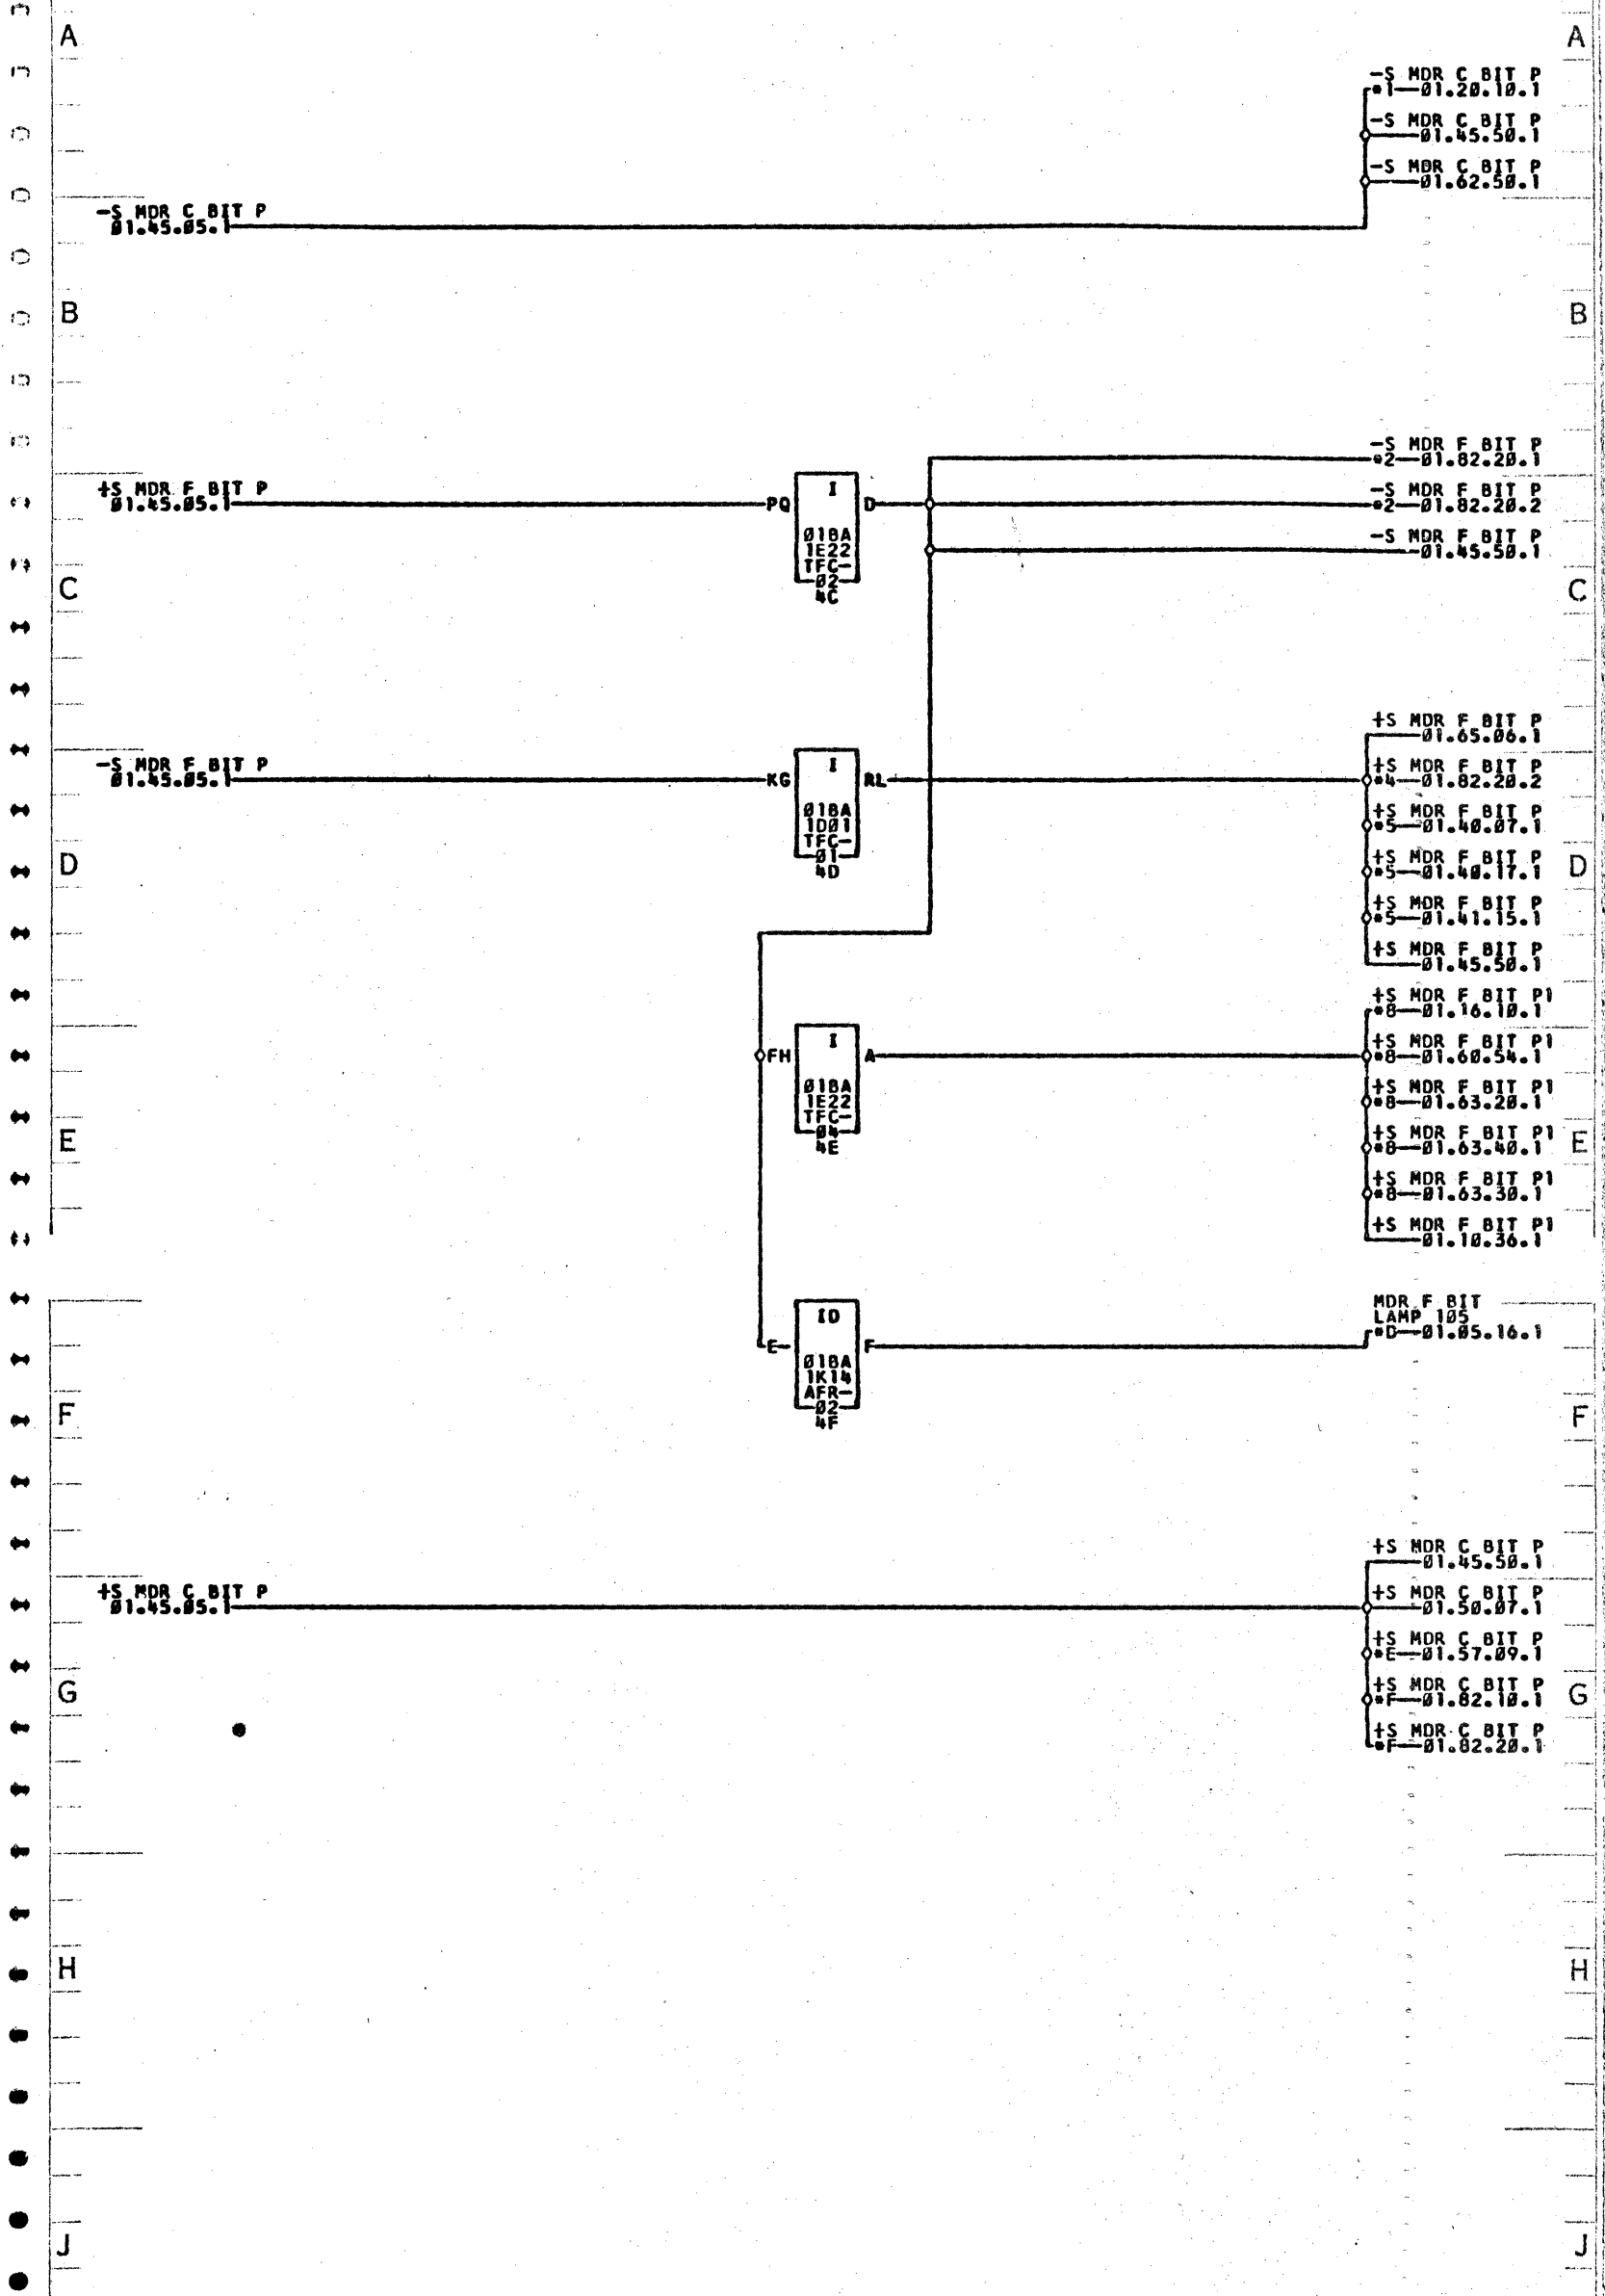 A A
-S MDR C BIT P
*1—01.20.10.1
-S MDR C BIT P
01.45.50.1
-S MDR C BIT P
01.62.50.1
-S MDR C BIT P
01.45.05.1
B B
-S MDR F BIT P
*2—01.82.20.1
+S MDR F BIT P
01.45.05.1
PQ
I
01BA
1E22
TFC-
02
4C
D
-S MDR F BIT P
*2—01.82.20.2
-S MDR F BIT P
01.45.50.1
C C
+S MDR F BIT P
01.65.06.1
-S MDR F BIT P
01.45.05.1
KG
I
01BA
1D01
TFC-
01
4D
RL
+S MDR F BIT P
*4—01.82.20.2
+S MDR F BIT P
*5—01.40.07.1
+S MDR F BIT P
*5—01.40.17.1
D D
+S MDR F BIT P
*5—01.41.15.1
+S MDR F BIT P
01.45.50.1
+S MDR F BIT P1
*8—01.16.10.1
FH
I
01BA
1E22
TFC-
04
4E
A
+S MDR F BIT P1
*8—01.60.54.1
+S MDR F BIT P1
*8—01.63.20.1
+S MDR F BIT P1
*8—01.63.40.1
E E
+S MDR F BIT P1
*8—01.63.30.1
+S MDR F BIT P1
01.10.36.1
MDR F BIT
LAMP 105
*D—01.05.16.1
E
ID
01BA
1K14
AFR-
02
4F
F
F F
+S MDR C BIT P
01.45.50.1
+S MDR C BIT P
01.45.05.1
+S MDR C BIT P
01.50.07.1
+S MDR C BIT P
*E—01.57.09.1
+S MDR C BIT P
*F—01.82.10.1
G G
+S MDR C BIT P
*F—01.82.20.1
H H
J J